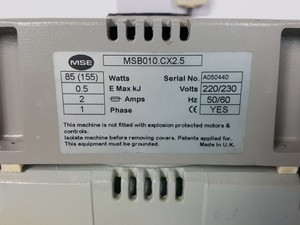 MSE MSB010.CX2.5
85 (155) Watts Serial No. A050440
0.5 E Max kJ Volts 220/230
2 Amps Hz 50/60
1 Phase CE YES
This machine is not fitted with explosion protected motors &
controls.
Isolate machine before servicing. Patents applied for.
This equipment must be grounded. Made in U.K.